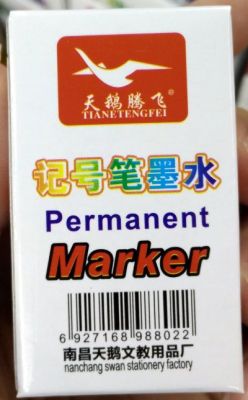 天鹅腾飞®
TIANETENGFEI
记号笔墨水
Permanent
Marker
6 927168 988022
南昌天鹅文教用品厂
nanchang swan stationery factory